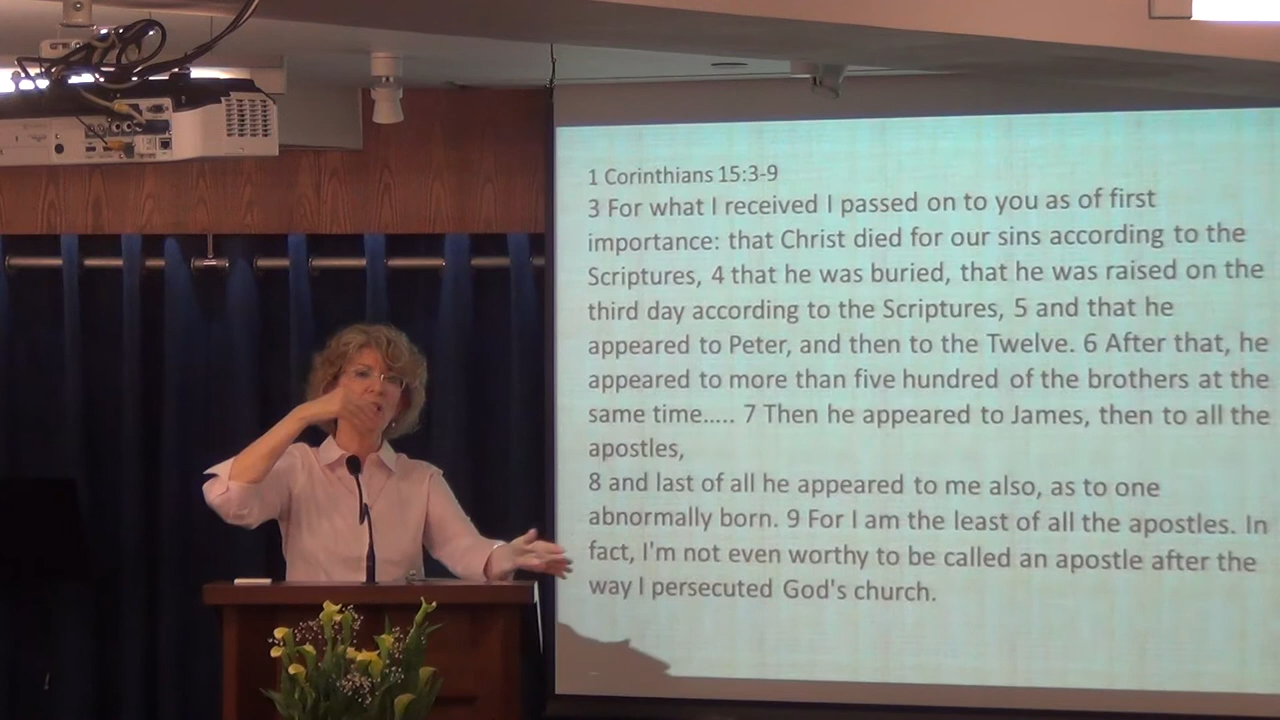 1 Corinthians 15:3-9
3 For what I received I passed on to you as of first
importance: that Christ died for our sins according to the
Scriptures, 4 that he was buried, that he was raised on the
third day according to the Scriptures, 5 and that he
appeared to Peter, and then to the Twelve. 6 After that, he
appeared to more than five hundred of the brothers at the
same time..... 7 Then he appeared to James, then to all the
apostles,
8 and last of all he appeared to me also, as to one
abnormally born. 9 For I am the least of all the apostles. In
fact, I'm not even worthy to be called an apostle after the
way I persecuted God's church.